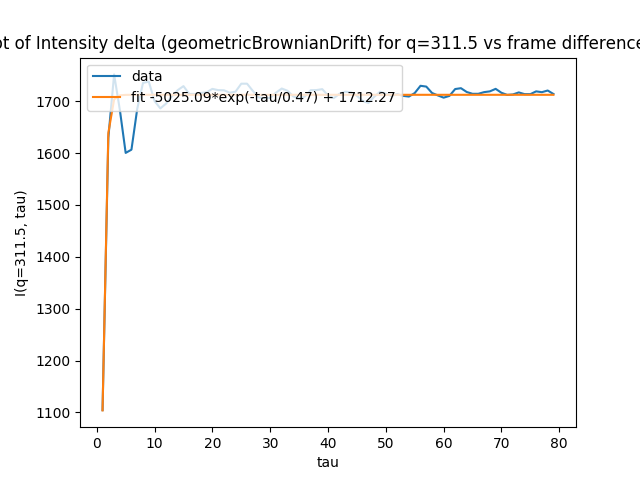 ot of Intensity delta (geometricBrownianDrift) for q=311.5 vs frame difference
data
fit -5025.09*exp(-tau/0.47) + 1712.27
1700
1600
1500
1400
1300
1200
1100
I(q=311.5, tau)
0 10 20 30 40 50 60 70 80
tau